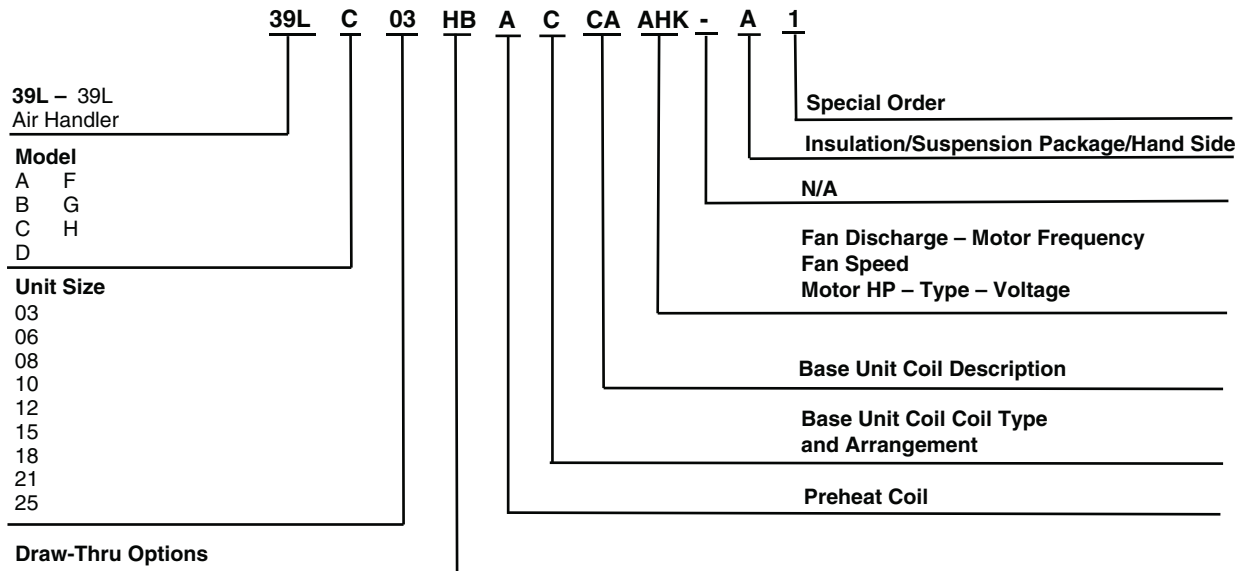 39L C 03 HB A C CA AHK - A 1
39L – 39L
Air Handler
Model
A F
B G
C H
D
Unit Size
03
06
08
10
12
15
18
21
25
Draw-Thru Options
Special Order
Insulation/Suspension Package/Hand Side
N/A
Fan Discharge – Motor Frequency
Fan Speed
Motor HP – Type – Voltage
Base Unit Coil Description
Base Unit Coil Coil Type
and Arrangement
Preheat Coil